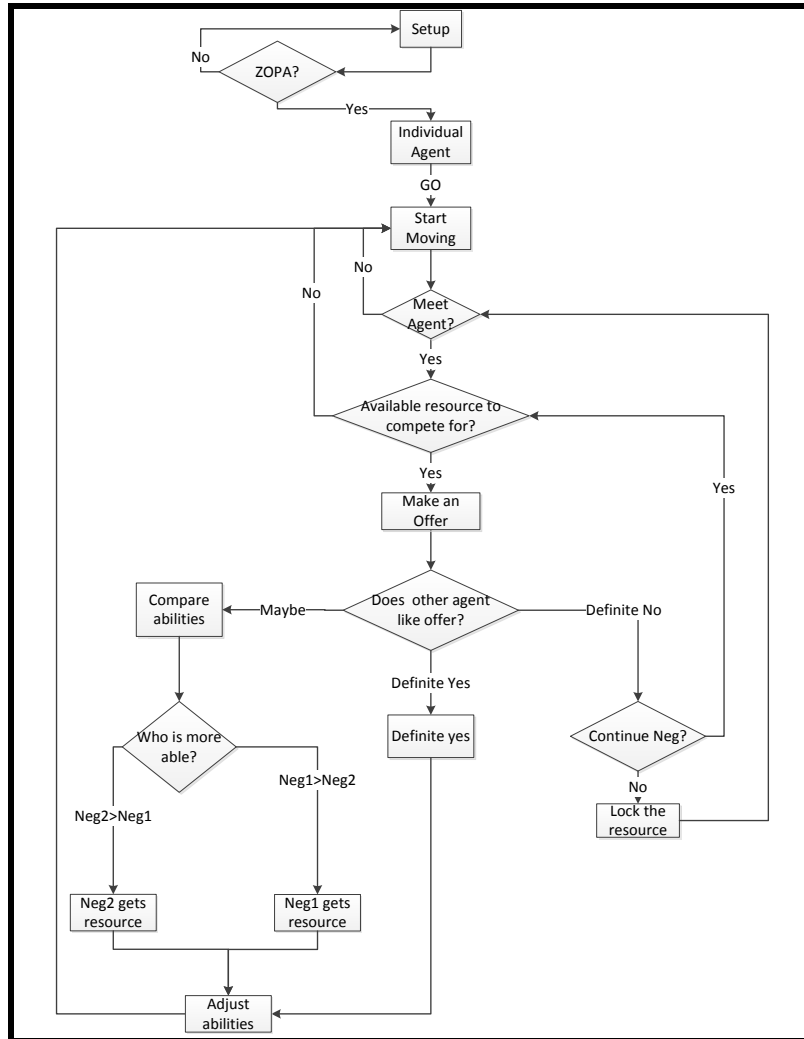 Setup
No
ZOPA?
Yes
Individual
Agent
GO
Start
Moving
No
No
Meet
Agent?
Yes
Available resource to
compete for?
Yes
Yes
Make an
Offer
Compare
abilities
Maybe
Does other agent
like offer?
Definite No
Definite Yes
Who is more
able?
Definite yes
Continue Neg?
Neg1>Neg2
Neg2>Neg1
No
Lock the
resource
Neg2 gets
resource
Neg1 gets
resource
Adjust
abilities